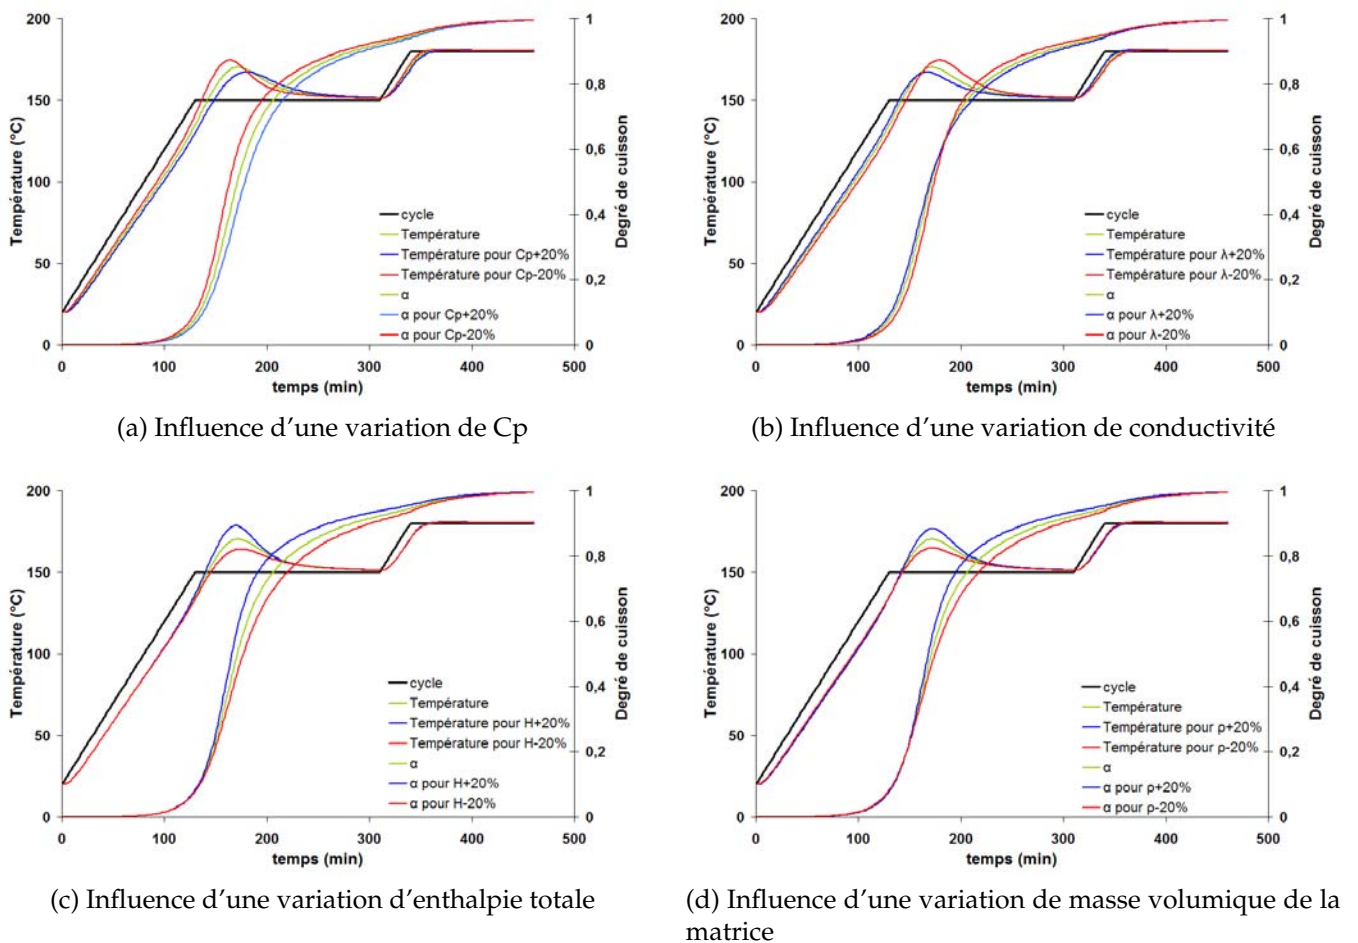 200
150
100
50
0
Température (°C)
1
0,8
0,6
0,4
0,2
0
Degré de cuisson
cycle
Température
Température pour Cp+20%
Température pour Cp-20%
α
α pour Cp+20%
α pour Cp-20%
0 100 200 300 400 500
temps (min)
(a) Influence d'une variation de Cp
200
150
100
50
0
Température (°C)
1
0,8
0,6
0,4
0,2
0
Degré de cuisson
cycle
Température
Température pour λ+20%
Température pour λ-20%
α
α pour λ+20%
α pour λ-20%
0 100 200 300 400 500
temps (min)
(b) Influence d'une variation de conductivité
200
150
100
50
0
Température (°C)
1
0,8
0,6
0,4
0,2
0
Degré de cuisson
cycle
Température
Température pour H+20%
Température pour H-20%
α
α pour H+20%
α pour H-20%
0 100 200 300 400 500
temps (min)
(c) Influence d'une variation d'enthalpie totale
200
150
100
50
0
Température (°C)
1
0,8
0,6
0,4
0,2
0
Degré de cuisson
cycle
Température
Température pour ρ+20%
Température pour ρ-20%
α
α pour ρ+20%
α pour ρ-20%
0 100 200 300 400 500
temps (min)
(d) Influence d'une variation de masse volumique de la
matrice